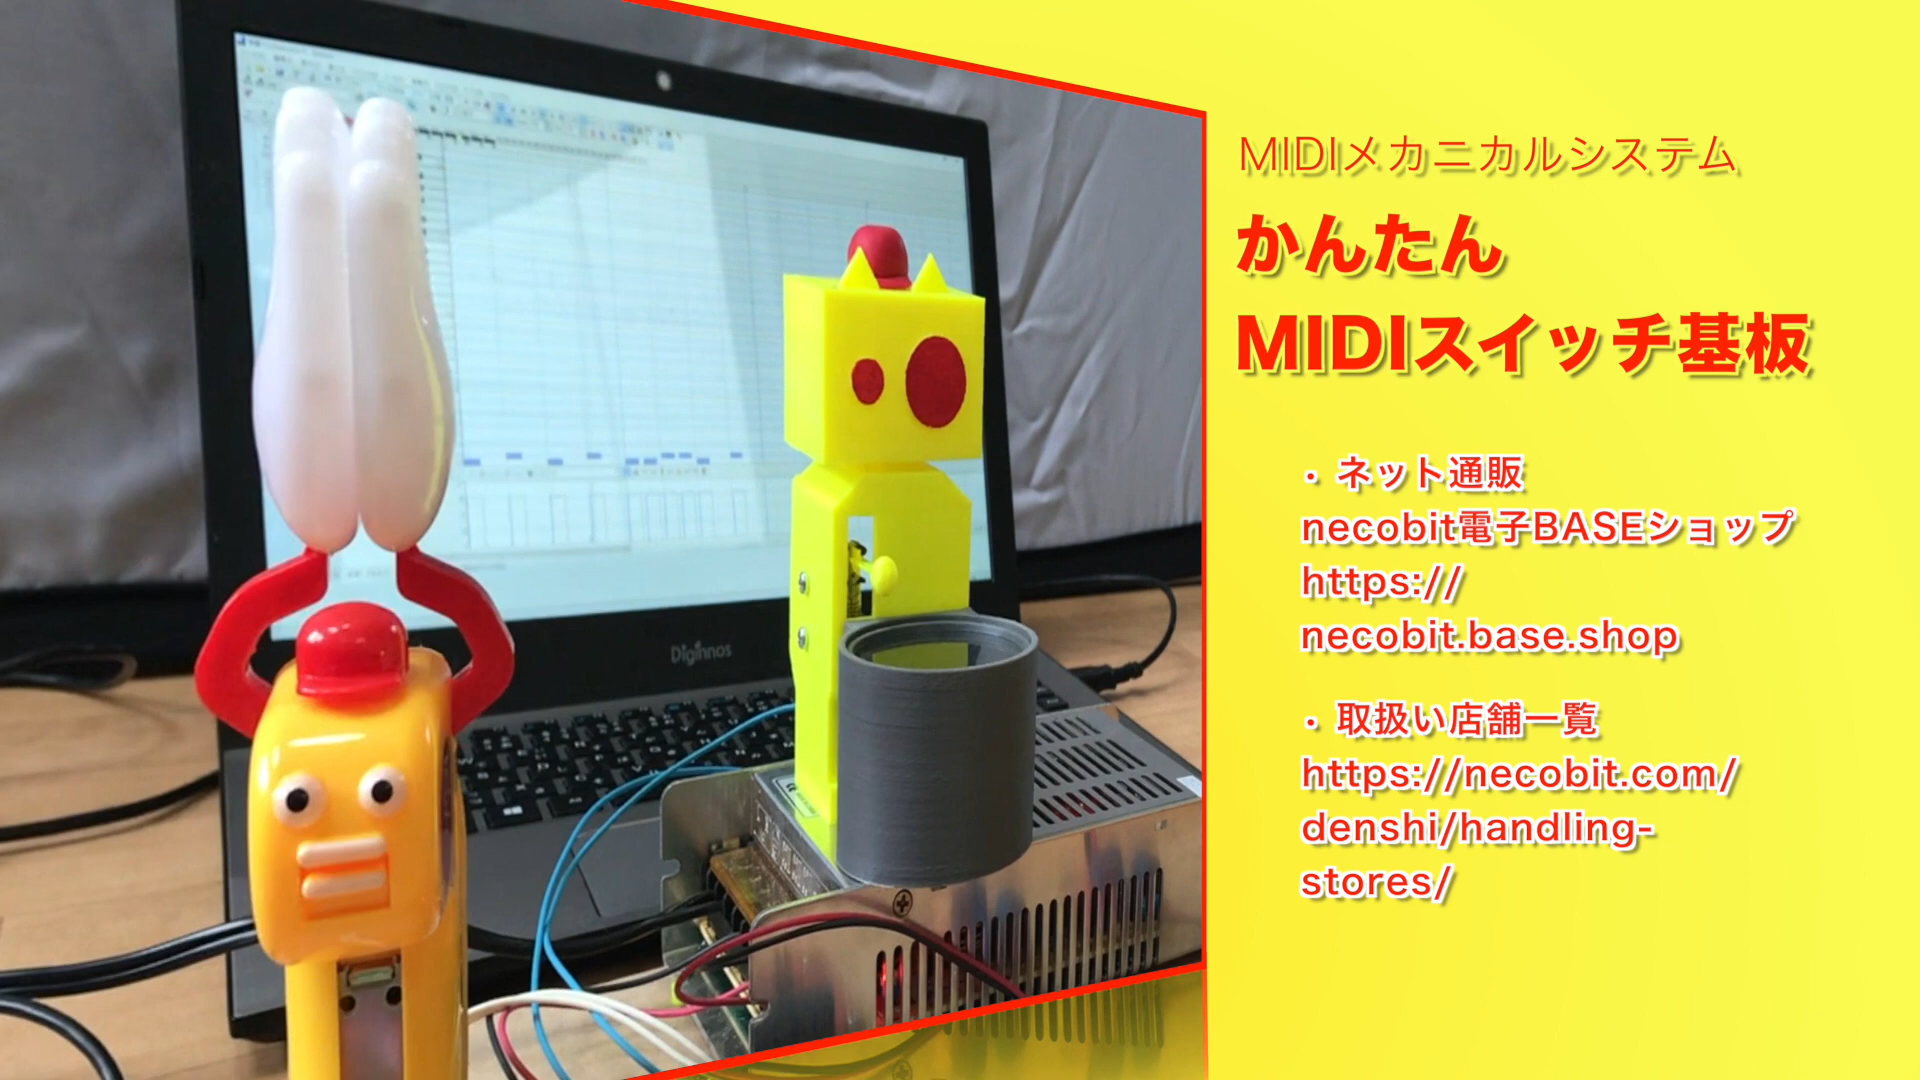 MIDIメカニカルシステム
かんたん
MIDIスイッチ基板
・ネット通販
necobit電子BASEショップ
https://
necobit.base.shop
・取扱い店舗一覧
https://necobit.com/
denshi/handling-
stores/
Diginnos